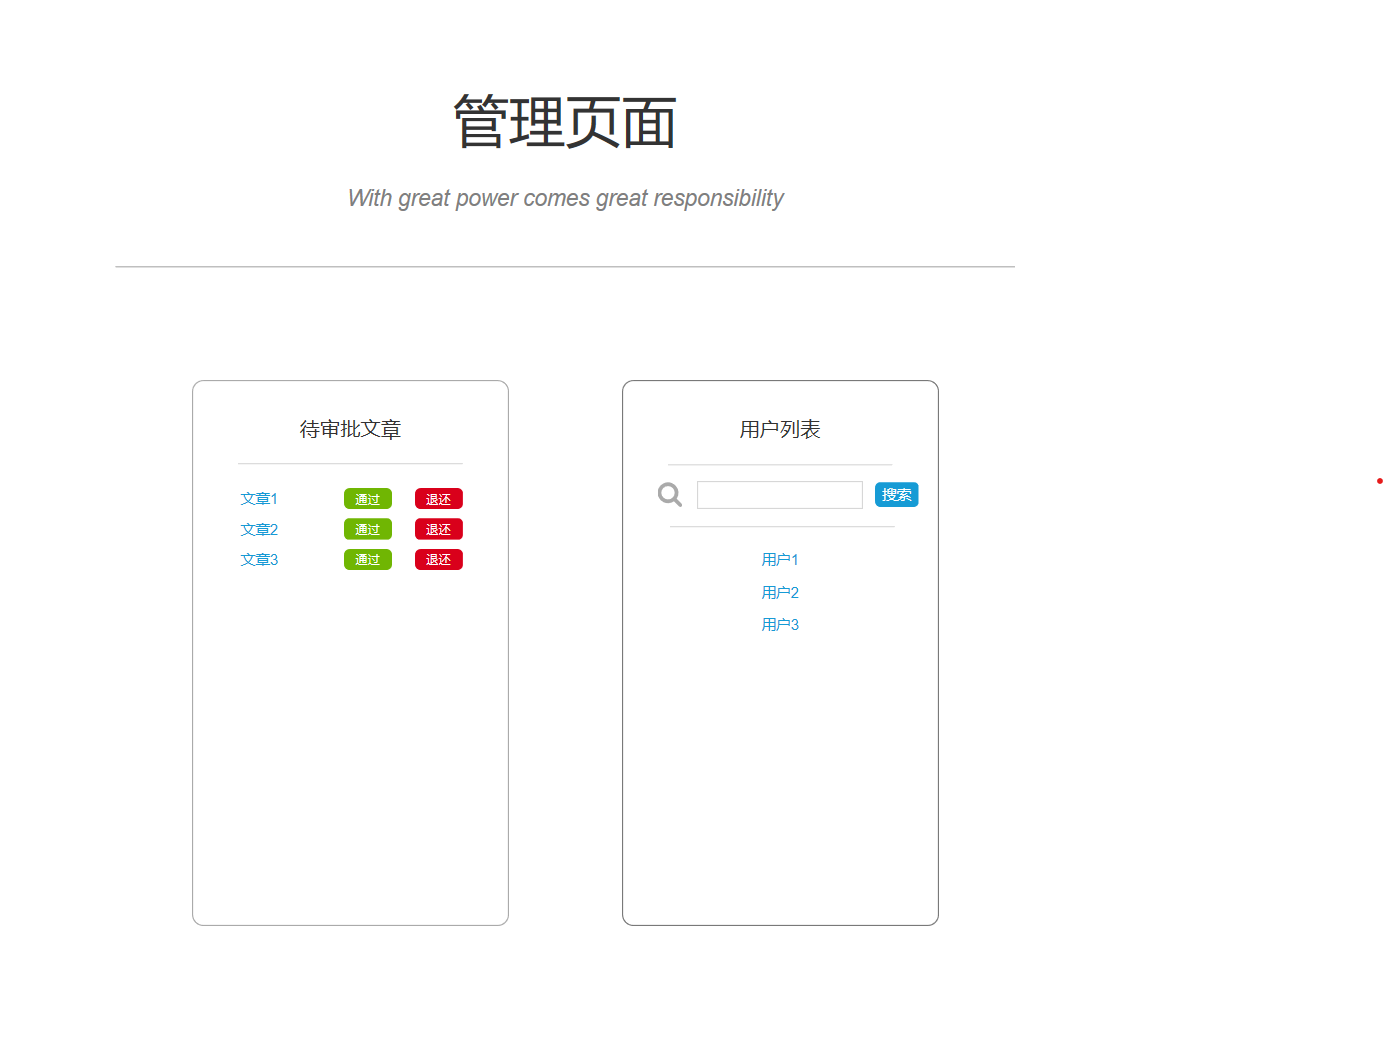 管理页面
With great power comes great responsibility
待审批文章
文章1 通过 退还
文章2 通过 退还
文章3 通过 退还
用户列表
搜索
用户1
用户2
用户3